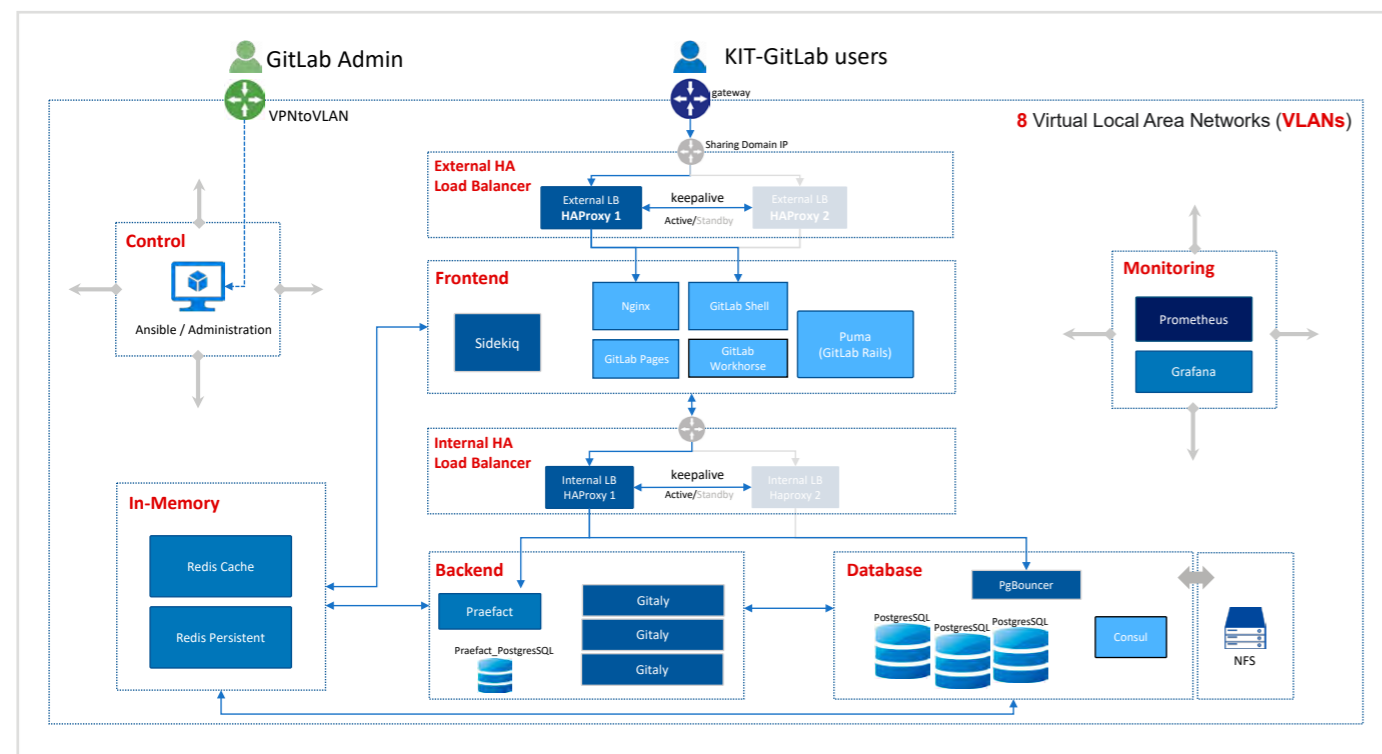 GitLab Admin
KIT-GitLab users
gateway
VPNtoVLAN
8 Virtual Local Area Networks (VLANs)
Sharing Domain IP
External HA
Load Balancer
External LB
HAProxy 1
keepalive
Active/Standby
External LB
HAProxy 2
Control
Ansible / Administration
Frontend
Sidekiq
Nginx
GitLab Shell
GitLab Pages
GitLab
Workhorse
Puma
(GitLab Rails)
Monitoring
Prometheus
Grafana
Internal HA
Load Balancer
Internal LB
HAProxy 1
keepalive
Active/Standby
Internal LB
Haproxy 2
In-Memory
Redis Cache
Redis Persistent
Backend
Praefact
Praefact_PostgresSQL
Gitaly
Gitaly
Gitaly
Database
PgBouncer
PostgresSQL
PostgresSQL
PostgresSQL
Consul
NFS